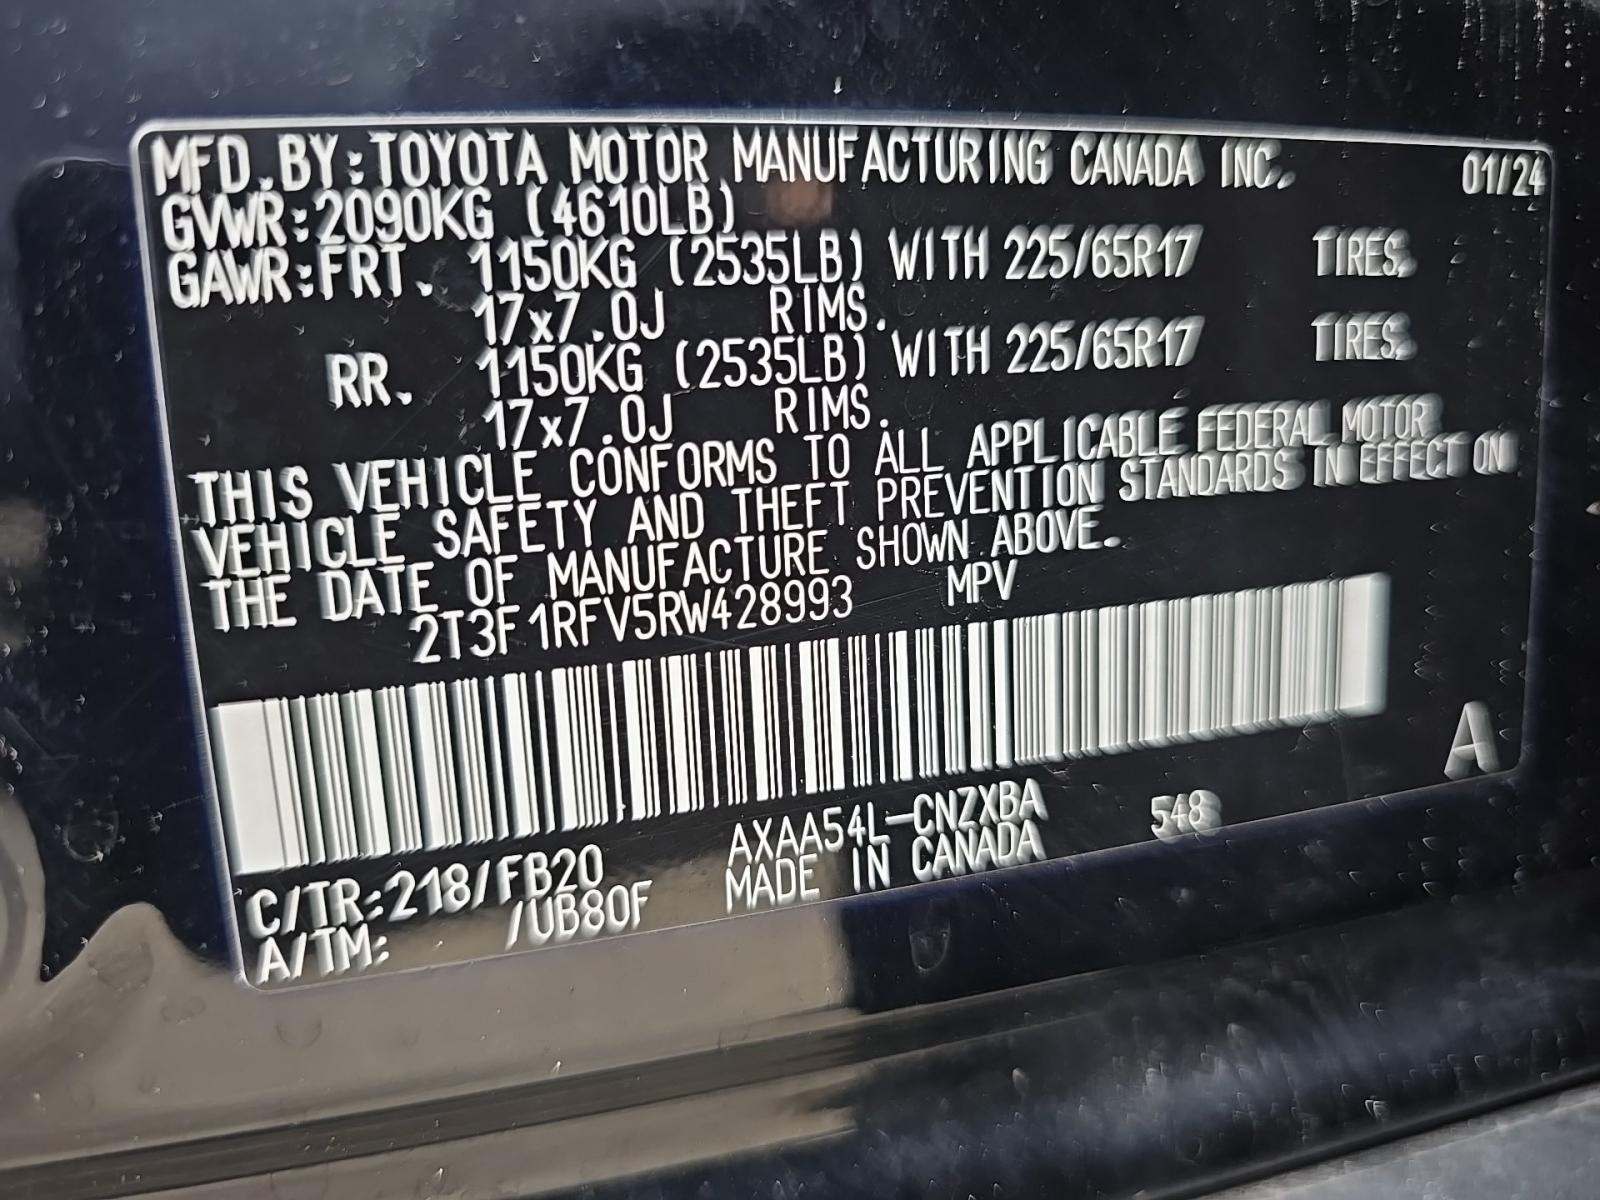 MFD.BY:TOYOTA MOTOR MANUFACTURING CANADA INC. 01/24
GVWR:2090KG (4610LB)
GAWR:FRT. 1150KG (2535LB) WITH 225/65R17 TIRES,
17x7.0J RIMS.
RR. 1150KG (2535LB) WITH 225/65R17 TIRES,
17x7.0J RIMS.
THIS VEHICLE CONFORMS TO ALL APPLICABLE FEDERAL MOTOR
VEHICLE SAFETY AND THEFT PREVENTION STANDARDS IN EFFECT ON
THE DATE OF MANUFACTURE SHOWN ABOVE.
2T3F1RFV5RW428993 MPV
A
C/TR:218/FB20 AXAA54L-CNZXBA 548
A/TM: /UB80F MADE IN CANADA